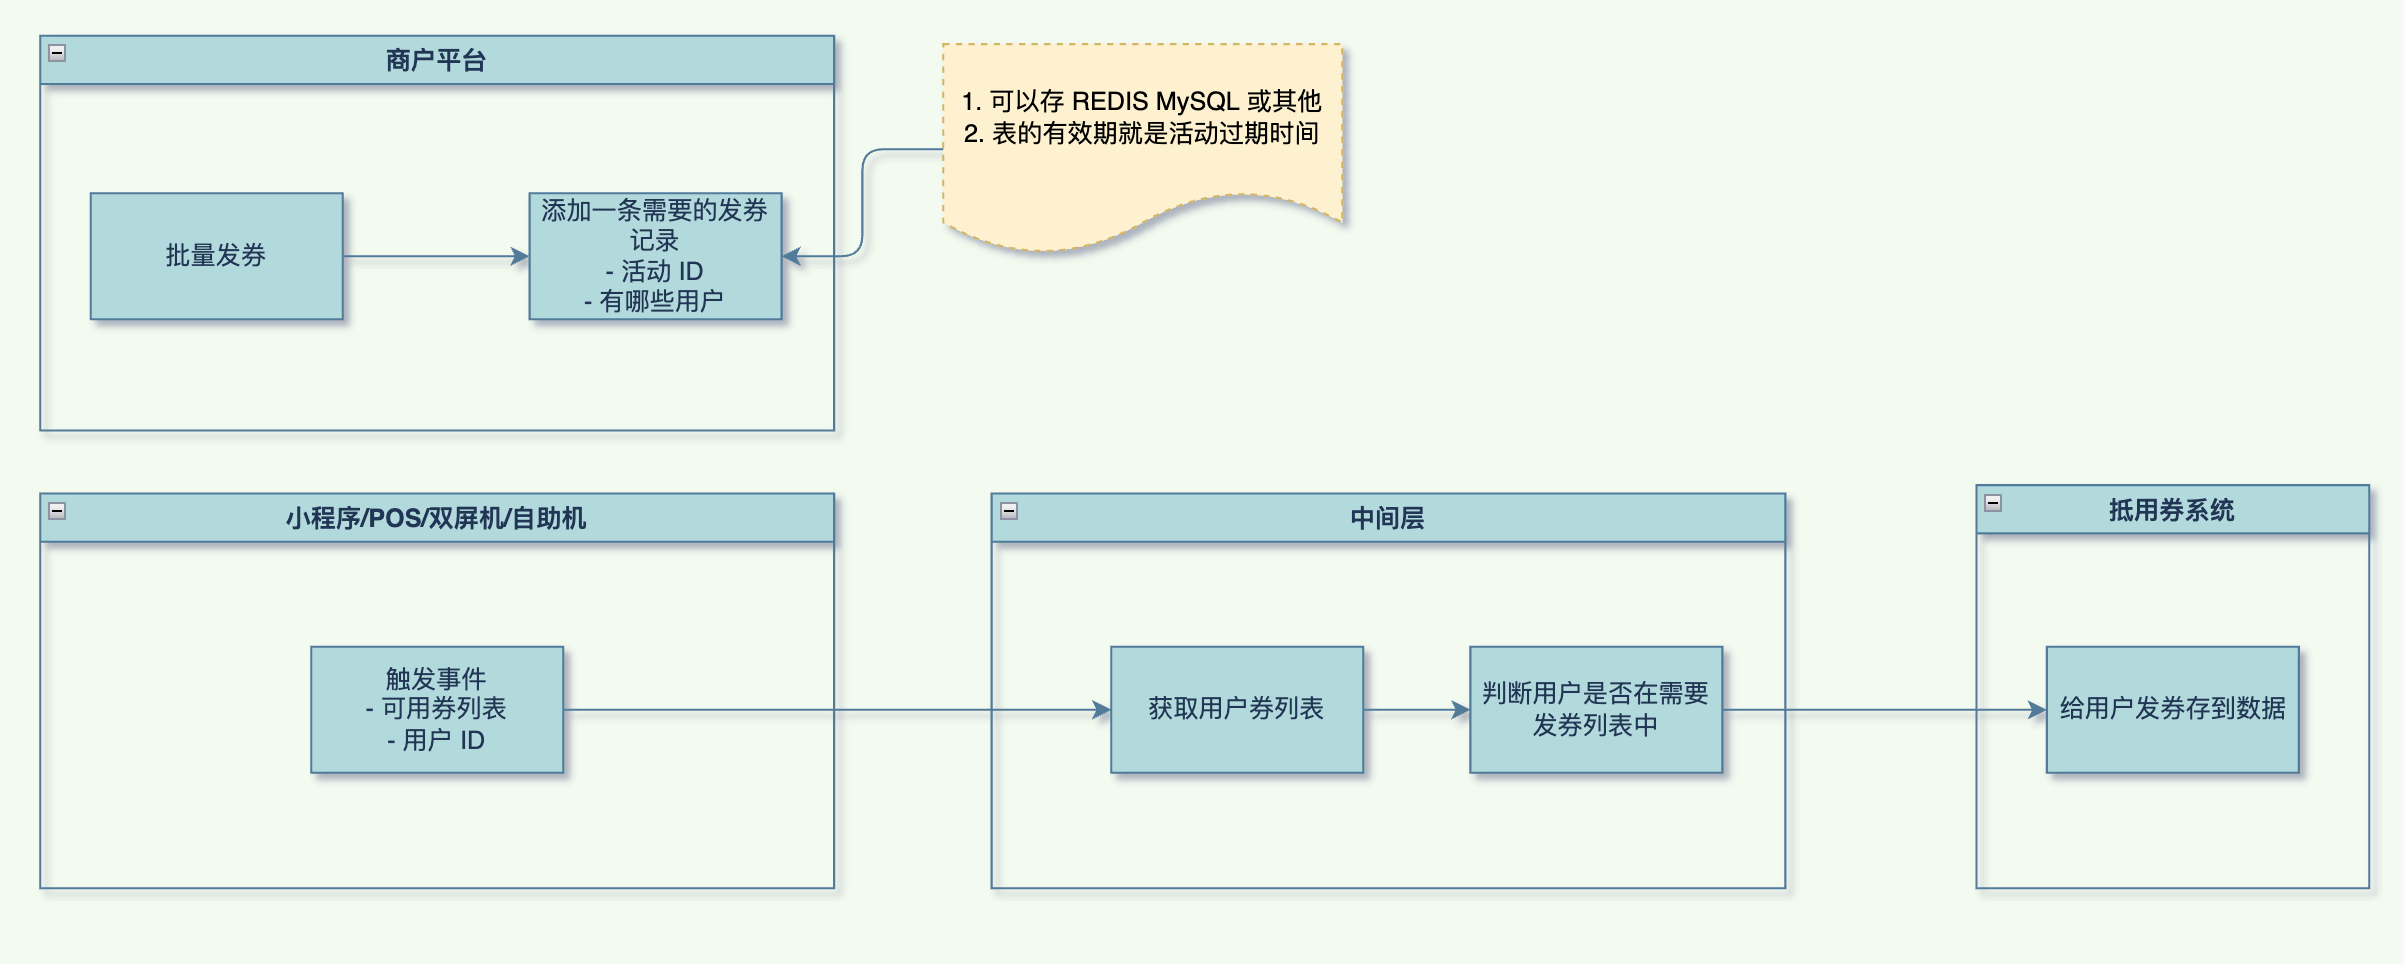 商户平台
1. 可以存 REDIS MySQL 或其他
2. 表的有效期就是活动过期时间
批量发券
添加一条需要的发券
记录
- 活动 ID
- 有哪些用户
小程序/POS/双屏机/自助机
触发事件
- 可用券列表
- 用户 ID
中间层
获取用户券列表
判断用户是否在需要
发券列表中
抵用券系统
给用户发券存到数据